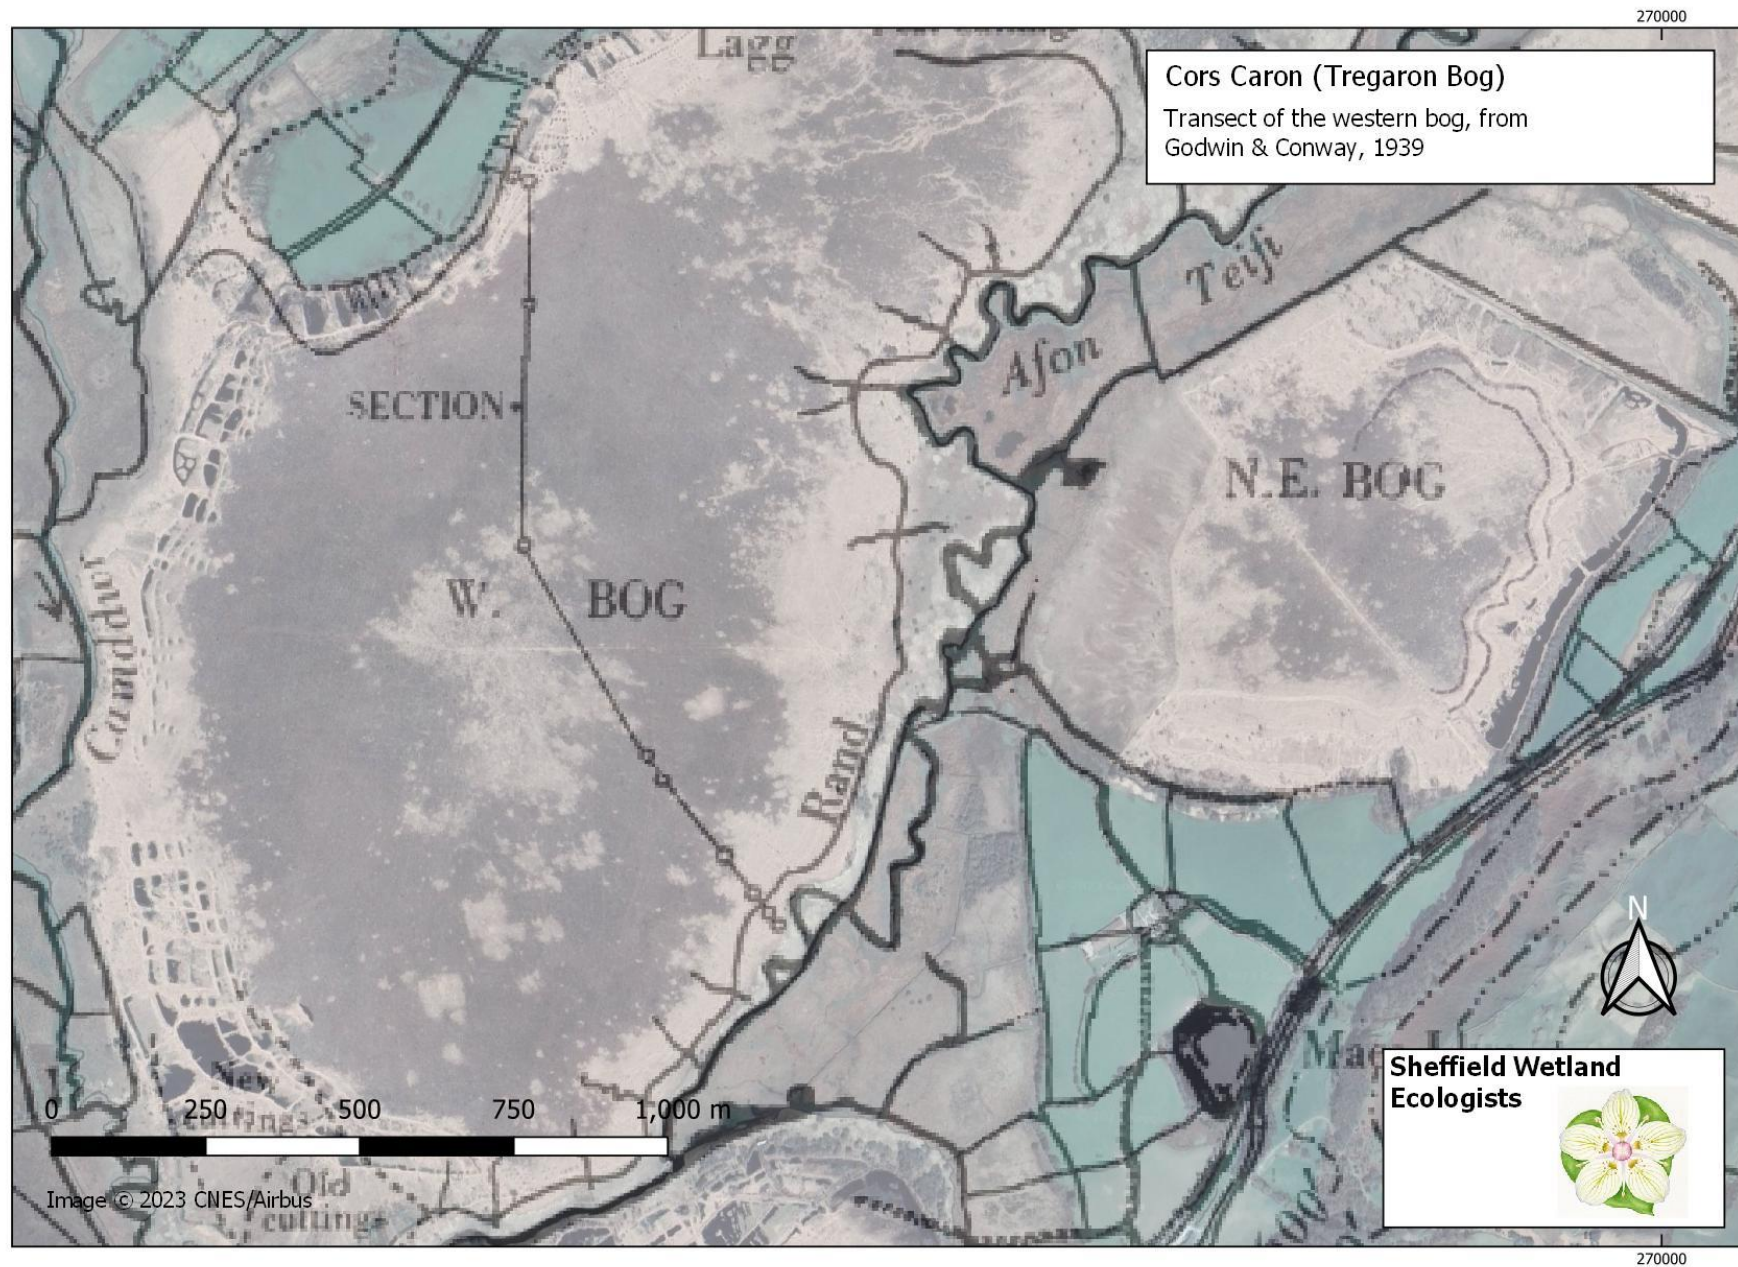 270000
Lagg
Cors Caron (Tregaron Bog)
Transect of the western bog, from
Godwin & Conway, 1939
Teifi
Afon
SECTION
N.E. BOG
W. BOG
Camddwr
Rand
N
Sheffield Wetland
Ecologists
New
0 250 500 750 1,000 m
cuttings
Old
cuttings
Image © 2023 CNES/Airbus
270000